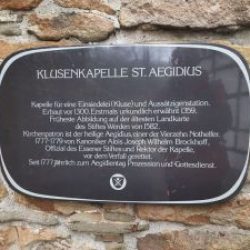 KLUSENKAPELLE ST. AEGIDIUS
Kapelle für eine Einsiedelei (Kluse) und Aussätzigenstation.
Erbaut vor 1300. Erstmals urkundlich erwähnt 1359.
Früheste Abbildung auf der ältesten Landkarte
des Stiftes Werden von 1582.
Kirchenpatron ist der heilige Aegidius, einer der Vierzehn Nothelfer.
1777-1779 von Kanoniker Alois Joseph Wilhelm Brockhoff,
Offizial des Essener Stiftes und Rektor der Kapelle,
vor dem Verfall gerettet.
Seit 1777 jährlich zum Aegidientag Prozession und Gottesdienst.